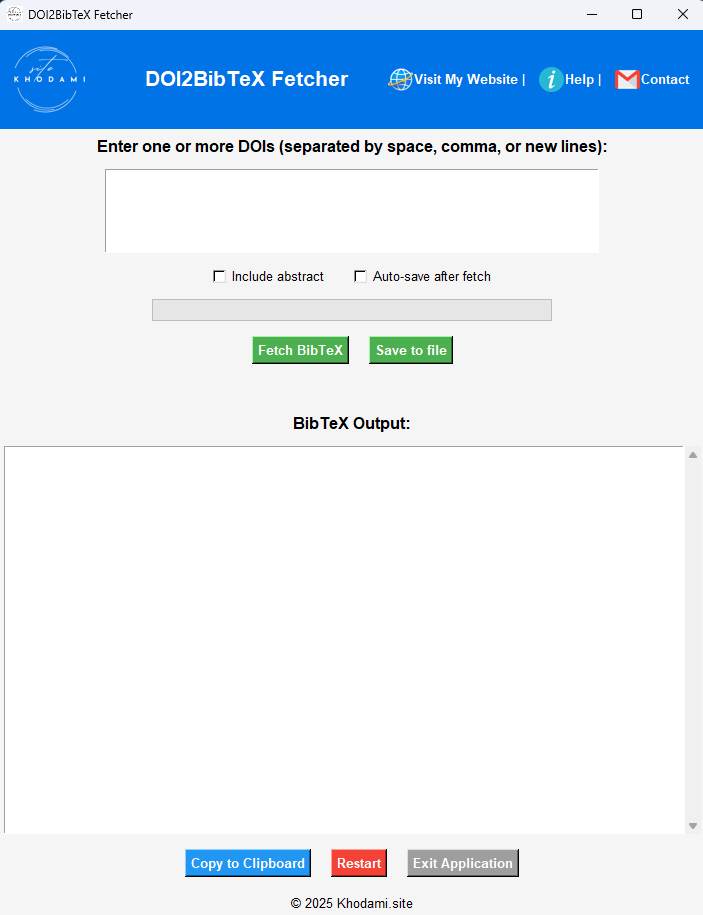 DOI2BibTeX Fetcher
site
KHODAMI
DOI2BibTeX Fetcher
Visit My Website |
Help |
Contact
Enter one or more DOIs (separated by space, comma, or new lines):
Include abstract
Auto-save after fetch
Fetch BibTeX
Save to file
BibTeX Output:
Copy to Clipboard
Restart
Exit Application
© 2025 Khodami.site